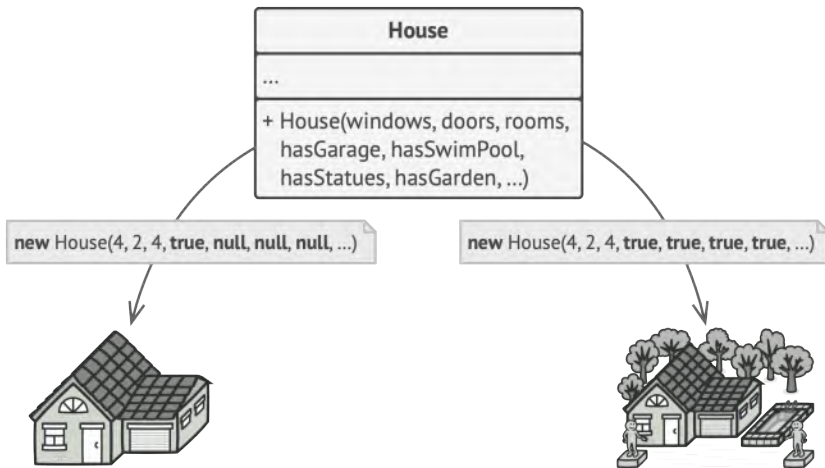 House
...
+ House(windows, doors, rooms,
hasGarage, hasSwimPool,
hasStatues, hasGarden, ...)
new House(4, 2, 4, true, null, null, null, ...)
new House(4, 2, 4, true, true, true, true, ...)